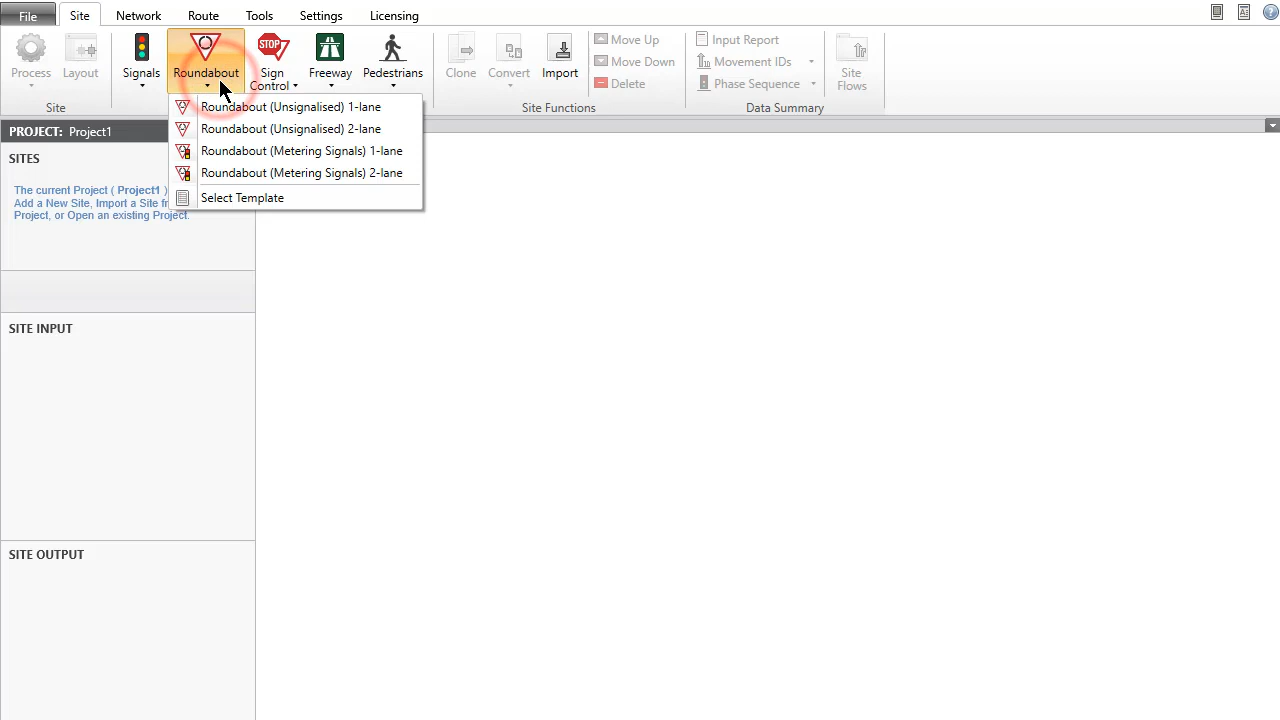 File
Site
Network
Route
Tools
Settings
Licensing
Process
Layout
Site
Signals
Roundabout
STOP
Sign
Control
Freeway
Pedestrians
Clone
Convert
Import
Move Up
Move Down
Delete
Site Functions
Input Report
Movement IDs
Phase Sequence
Data Summary
Site
Flows
Roundabout (Unsignalised) 1-lane
Roundabout (Unsignalised) 2-lane
Roundabout (Metering Signals) 1-lane
Roundabout (Metering Signals) 2-lane
Select Template
PROJECT: Project1
SITES
The current Project ( Project1 )
Add a New Site, Import a Site
Project, or Open an existing Project.
SITE INPUT
SITE OUTPUT